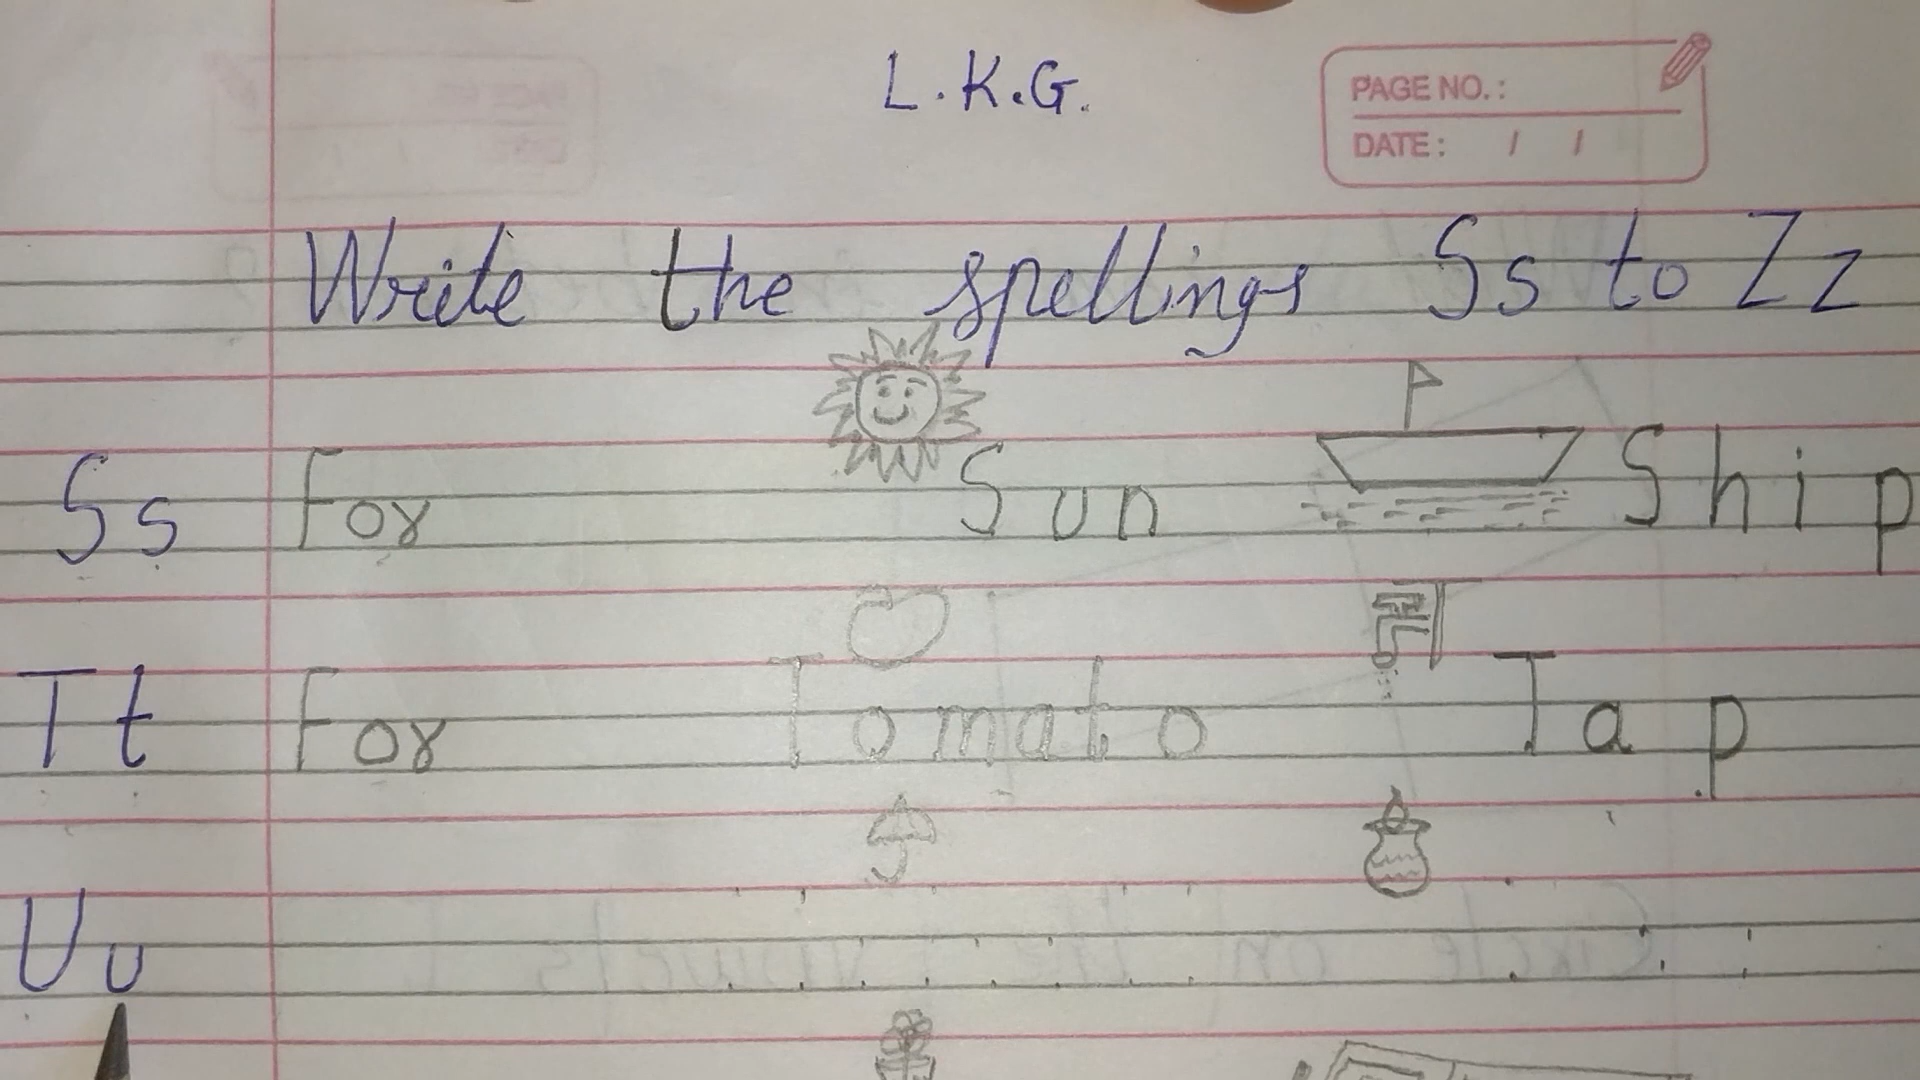 L.K.G.
PAGE NO.:
DATE: / /
Write the spellings Ss to Zz
Ss For Sun Ship
Tt For Tomato Tap
Uu